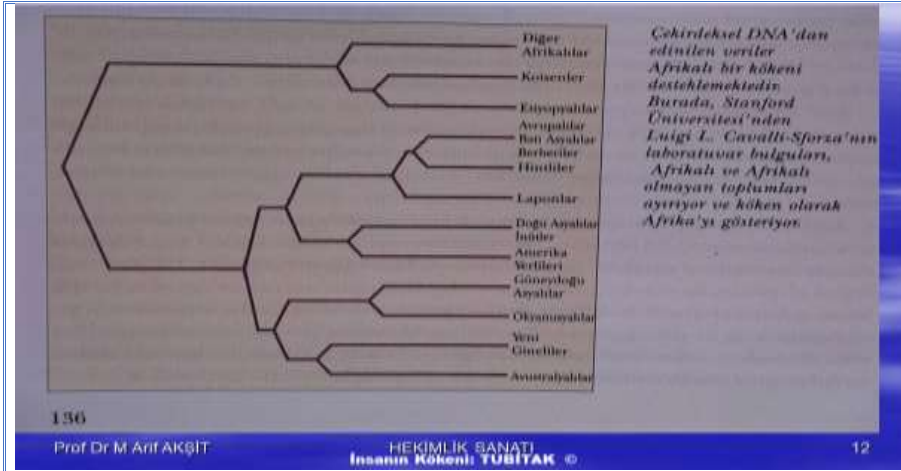 Diğer
Afrikalılar
Koisenler
Etiyopyalılar
Avrupalılar
Batı Asyalılar
Berberiler
Hintliler
Laponlar
Doğu Asyalılar
İnüler
Amerika
Yerlileri
Güneydoğu
Asyalılar
Okyanusyalılar
Yeni
Gineliler
Avustralyalılar
Çekirdeksel DNA'dan
edinilen veriler
Afrikalı bir kökeni
desteklemektedir.
Burada, Stanford
Üniversitesi'nden
Luigi L. Cavalli-Sforza'nın
laboratuvar bulguları,
Afrikalı ve Afrikalı
olmayan toplumları
ayırıyor ve köken olarak
Afrika'yı gösteriyor.
136
Prof Dr M Arif AKŞİT
HEKİMLİK SANATI
İnsanın Kökeni: TÜBİTAK ©
12